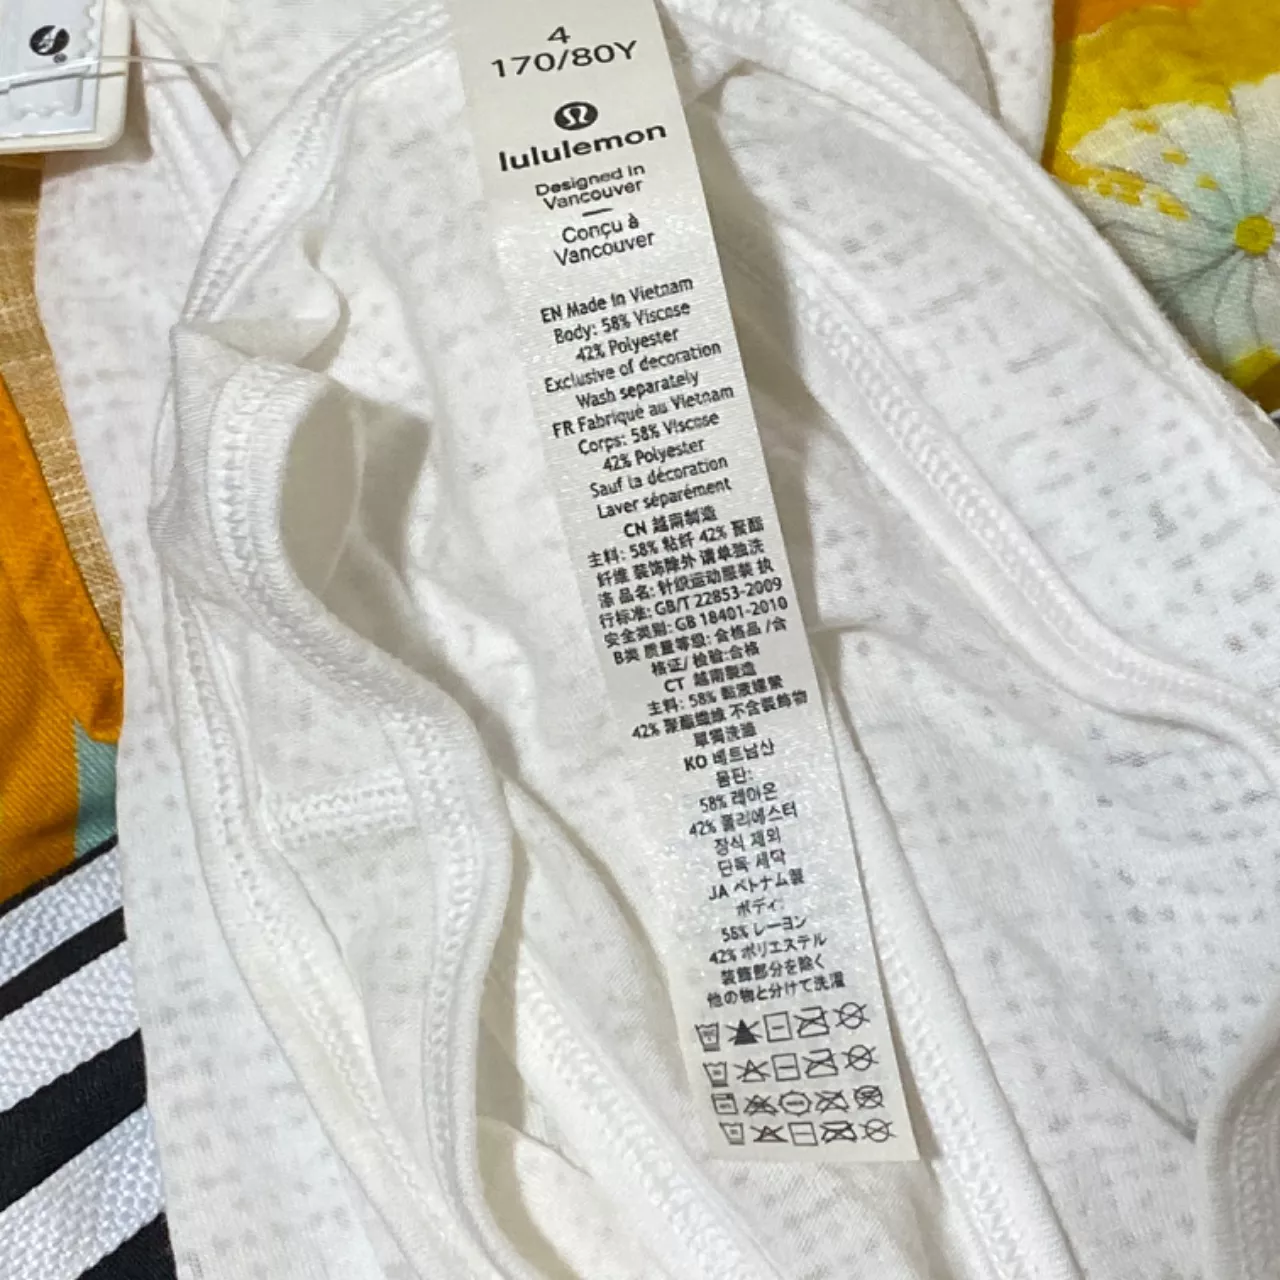 4
170/80Y
lululemon
Designed in
Vancouver
Conçu à
Vancouver
EN Made in Vietnam
Body: 58% Viscose
42% Polyester
Exclusive of decoration
Wash separately
FR Fabriqué au Vietnam
Corps: 58% Viscose
42% Polyester
Sauf la décoration
Laver séparément
CN 越南制造
主料: 58% 粘纤 42% 聚酯
纤维 装饰除外 请单独洗
涤 品名: 针织运动服装 执
行标准: GB/T 22853-2009
安全类别: GB 18401-2010
B类 质量等级: 合格品 /合
格证/ 检验:合格
CT 越南製造
主料: 58% 黏液嫘縈
42% 聚酯纖維 不含裝飾物
單獨洗滌
KO 베트남산
몸판:
58% 레이온
42% 폴리에스터
장식 제외
단독 세탁
JA ベトナム製
ボディ:
58% レーヨン
42% ポリエステル
装飾部分を除く
他の物と分けて洗濯